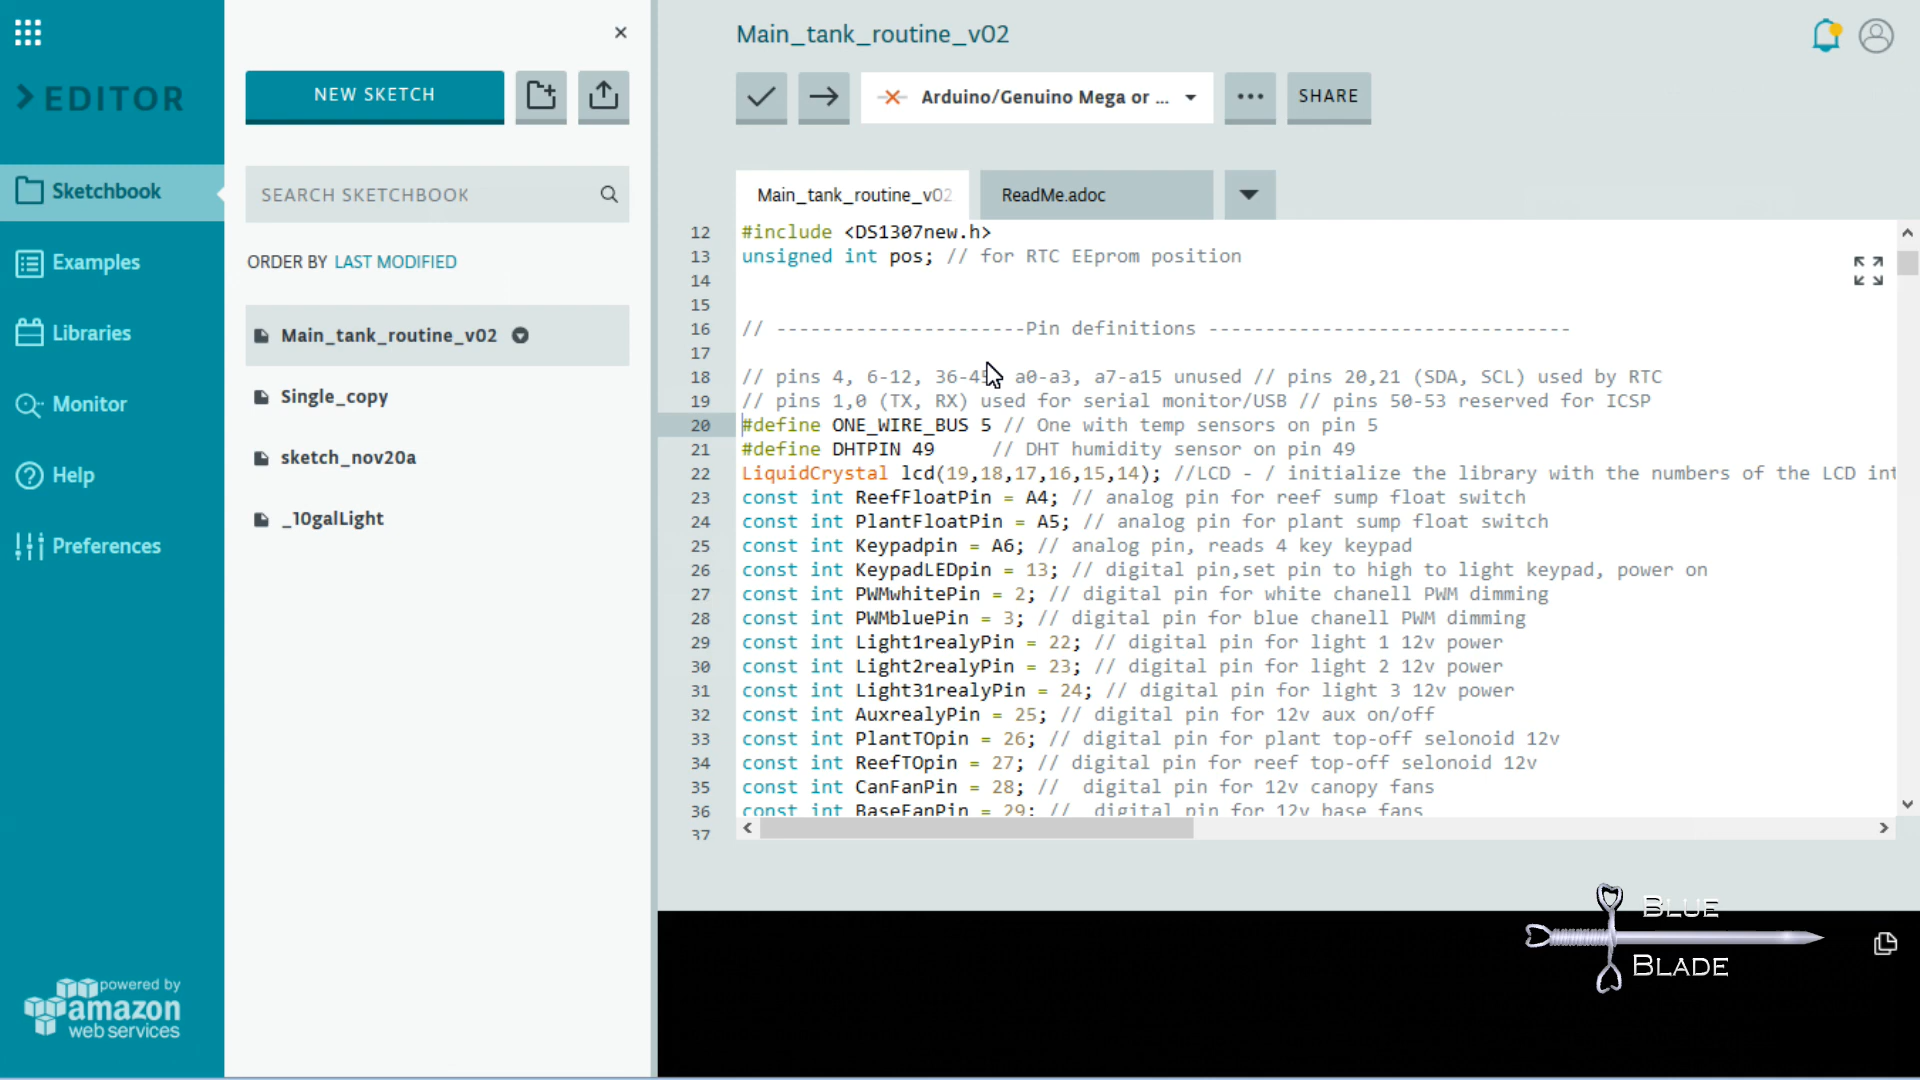 EDITOR
Sketchbook
Examples
Libraries
Monitor
Help
Preferences
powered by
amazon
web services
NEW SKETCH
SEARCH SKETCHBOOK
ORDER BY LAST MODIFIED
Main_tank_routine_v02
Single_copy
sketch_nov20a
_10galLight
Main_tank_routine_v02
Arduino/Genuino Mega or ...
SHARE
Main_tank_routine_v02
ReadMe.adoc
12 #include <DS1307new.h>
13 unsigned int pos; // for RTC EEprom position
14
15
16 // ----------------------Pin definitions --------------------------------
17
18 // pins 4, 6-12, 36-45, a0-a3, a7-a15 unused // pins 20,21 (SDA, SCL) used by RTC
19 // pins 1,0 (TX, RX) used for serial monitor/USB // pins 50-53 reserved for ICSP
20 #define ONE_WIRE_BUS 5 // One with temp sensors on pin 5
21 #define DHTPIN 49     // DHT humidity sensor on pin 49
22 LiquidCrystal lcd(19,18,17,16,15,14); //LCD - / initialize the library with the numbers of the LCD int
23 const int ReefFloatPin = A4; // analog pin for reef sump float switch
24 const int PlantFloatPin = A5; // analog pin for plant sump float switch
25 const int Keypadpin = A6; // analog pin, reads 4 key keypad
26 const int KeypadLEDpin = 13; // digital pin,set pin to high to light keypad, power on
27 const int PWMwhitePin = 2; // digital pin for white chanell PWM dimming
28 const int PWMbluePin = 3; // digital pin for blue chanell PWM dimming
29 const int Light1realyPin = 22; // digital pin for light 1 12v power
30 const int Light2realyPin = 23; // digital pin for light 2 12v power
31 const int Light31realyPin = 24; // digital pin for light 3 12v power
32 const int AuxrealyPin = 25; // digital pin for 12v aux on/off
33 const int PlantTOpin = 26; // digital pin for plant top-off selonoid 12v
34 const int ReefTOpin = 27; // digital pin for reef top-off selonoid 12v
35 const int CanFanPin = 28; //  digital pin for 12v canopy fans
36 const int BaseFanPin = 29; //  digital pin for 12v base fans
37
BLUE
BLADE